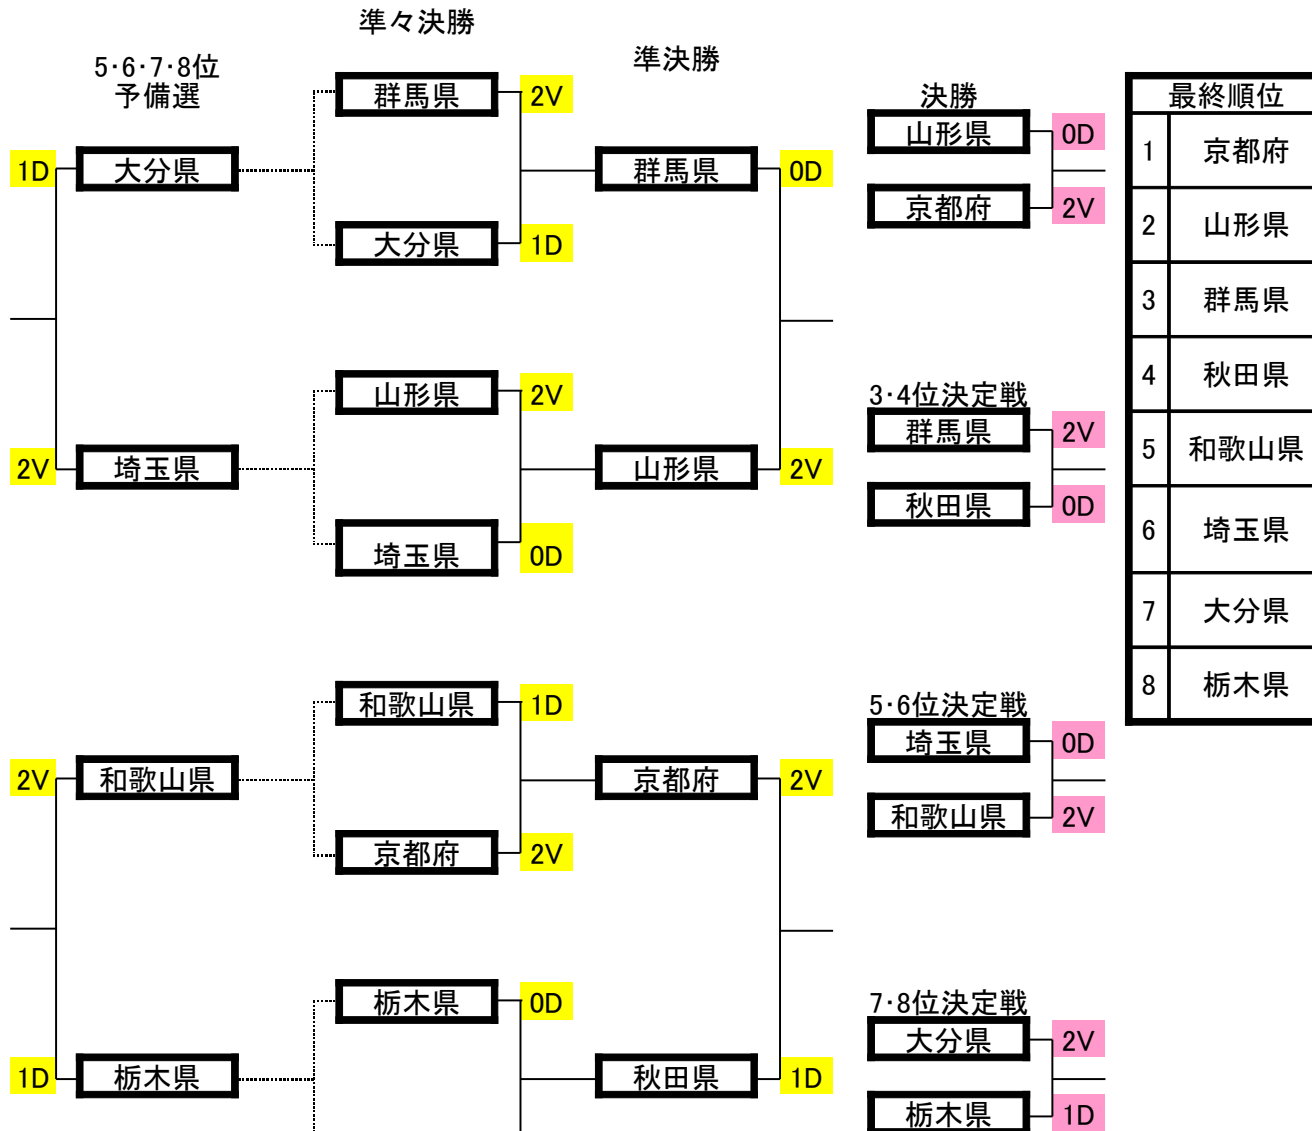 準々決勝
5・6・7・8位
予備選
準決勝
決勝
最終順位
群馬県 2V
山形県 0D
1 京都府
1D 大分県
群馬県 0D
京都府 2V
2 山形県
大分県 1D
3 群馬県
山形県 2V
3・4位決定戦
4 秋田県
群馬県 2V
2V 埼玉県
山形県 2V
5 和歌山県
秋田県 0D
埼玉県 0D
6 埼玉県
7 大分県
和歌山県 1D
5・6位決定戦
8 栃木県
埼玉県 0D
2V 和歌山県
京都府 2V
和歌山県 2V
京都府 2V
栃木県 0D
7・8位決定戦
大分県 2V
1D 栃木県
秋田県 1D
栃木県 1D